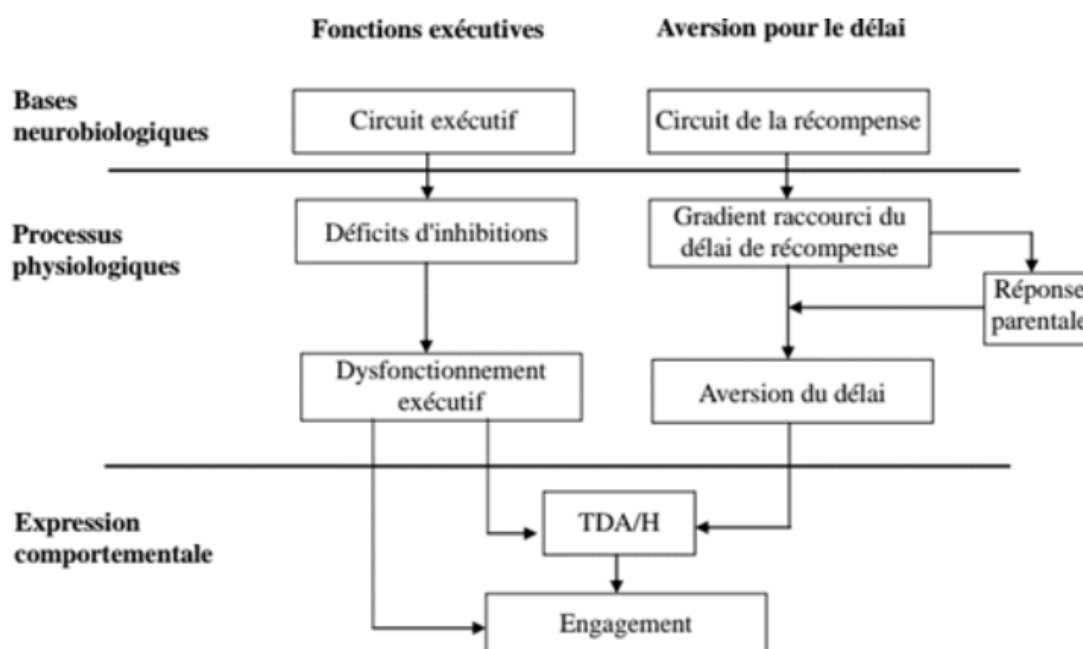 Fonctions exécutives
Aversion pour le délai
Bases
neurobiologiques
Circuit exécutif
Circuit de la récompense
Processus
physiologiques
Déficits d'inhibitions
Gradient raccourci du
délai de récompense
Réponse
parentale
Dysfonctionnement
exécutif
Aversion du délai
Expression
comportementale
TDA/H
Engagement